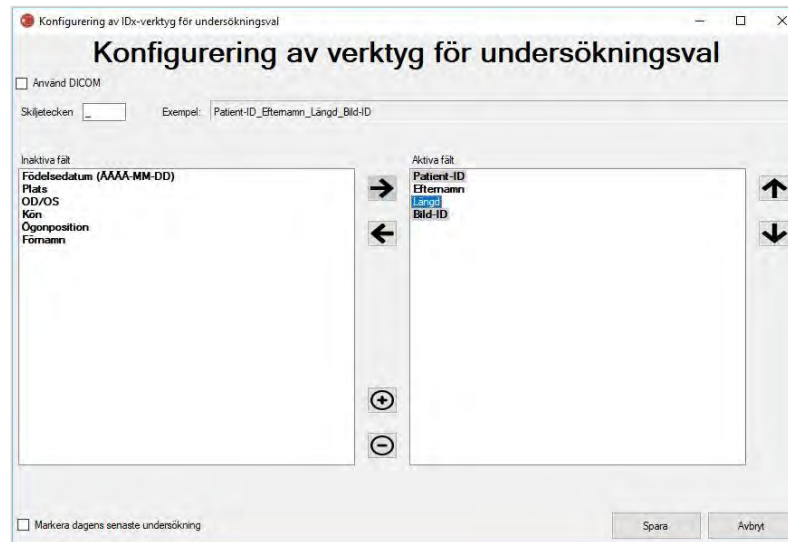 Konfigurering av IDx-verktyg för undersökningsval
Konfigurering av verktyg för undersökningsval
Använd DICOM
Skiljetecken _ Exempel: Patient-ID_Efternamn_Längd_Bild-ID
Inaktiva fält
Födelsedatum (ÅÅÅÅ-MM-DD)
Plats
OD/OS
Kön
Ögonposition
Förnamn
Aktiva fält
Patient-ID
Efternamn
Längd
Bild-ID
Markera dagens senaste undersökning
Spara
Avbryt